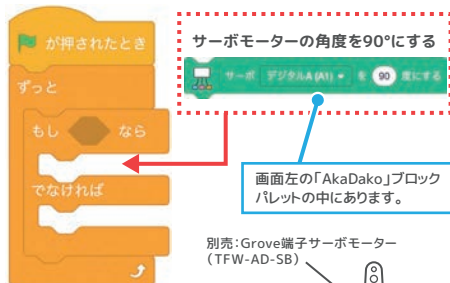 が押されたとき
ずっと
もし なら
でなければ
サーボモーターの角度を90°にする
サーボ デジタルA (A1) を 90 度にする
画面左の「AkaDako」ブロック
パレットの中にあります。
別売：Grove端子サーボモーター
（TFW-AD-SB）